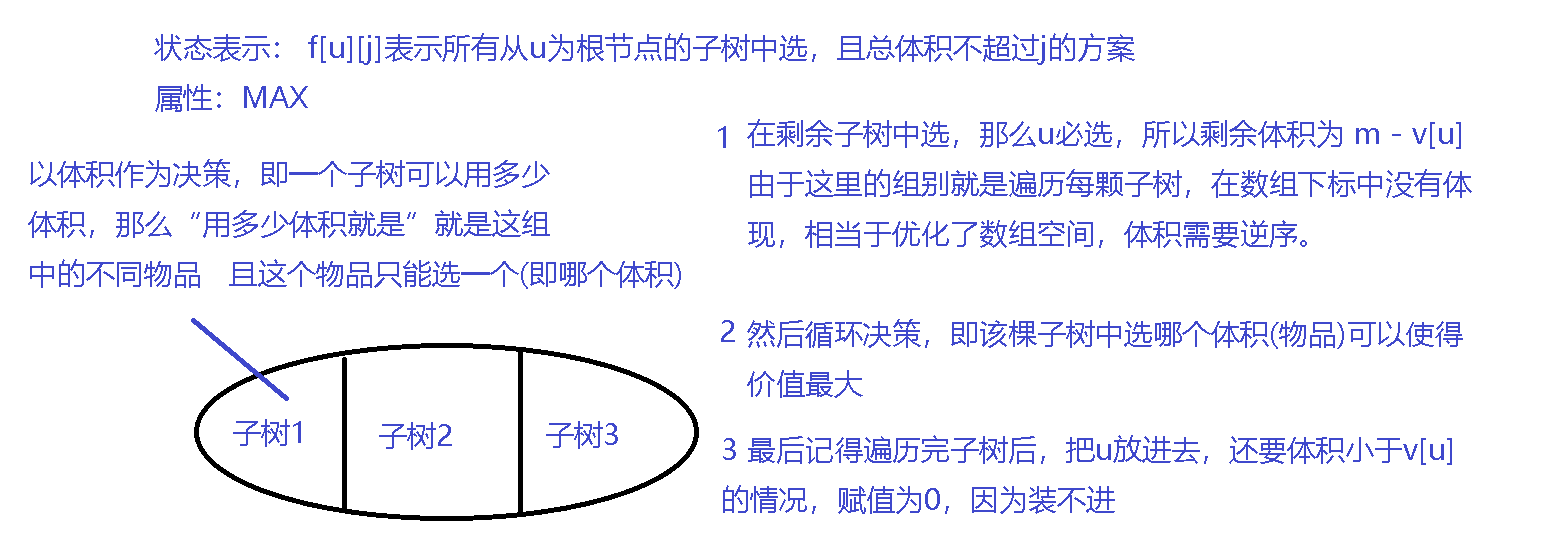 状态表示： f[u][j]表示所有从u为根节点的子树中选，且总体积不超过j的方案
属性：MAX
以体积作为决策，即一个子树可以用多少
体积，那么“用多少体积就是”就是这组
中的不同物品 且这个物品只能选一个(即哪个体积)
子树1
子树2
子树3
1 在剩余子树中选，那么u必选，所以剩余体积为 m - v[u]
由于这里的组别就是遍历每颗子树，在数组下标中没有体
现，相当于优化了数组空间，体积需要逆序。
2 然后循环决策，即该棵子树中选哪个体积(物品)可以使得
价值最大
3 最后记得遍历完子树后，把u放进去，还要体积小于v[u]
的情况，赋值为0，因为装不进